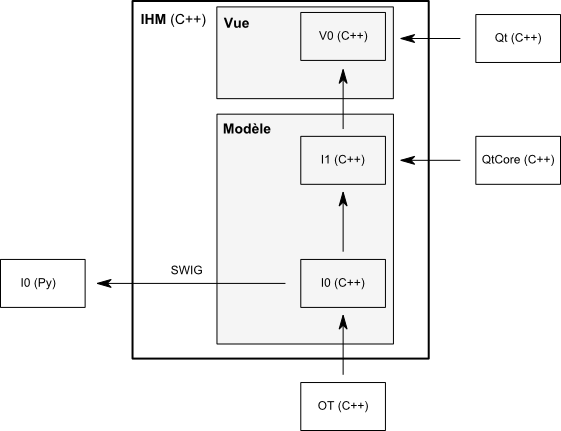 IHM (C++)
Vue
V0 (C++)
Qt (C++)
Modèle
I1 (C++)
QtCore (C++)
SWIG
I0 (Py)
I0 (C++)
OT (C++)